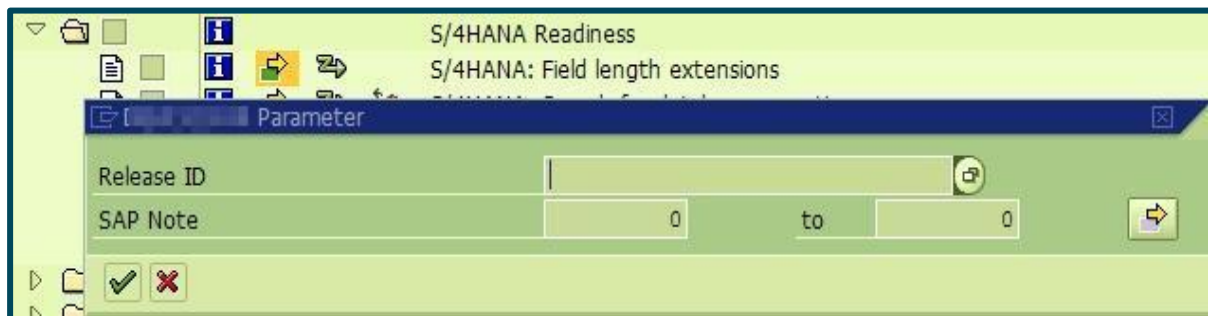 S/4HANA Readiness
S/4HANA: Field length extensions
Parameter
Release ID
SAP Note 0 to 0